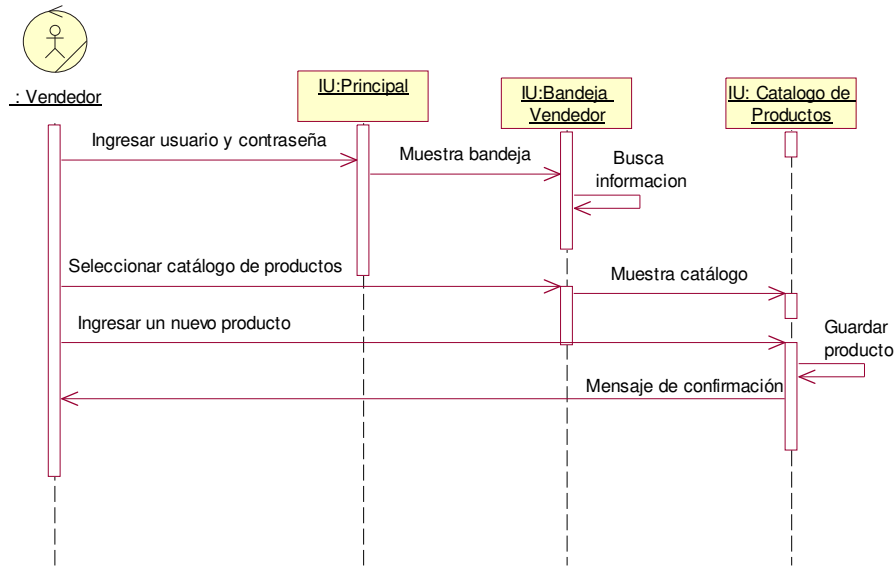 : Vendedor
IU:Principal
IU:Bandeja
Vendedor
IU: Catalogo de
Productos
Ingresar usuario y contraseña
Muestra bandeja
Busca
informacion
Seleccionar catálogo de productos
Muestra catálogo
Ingresar un nuevo producto
Guardar
producto
Mensaje de confirmación